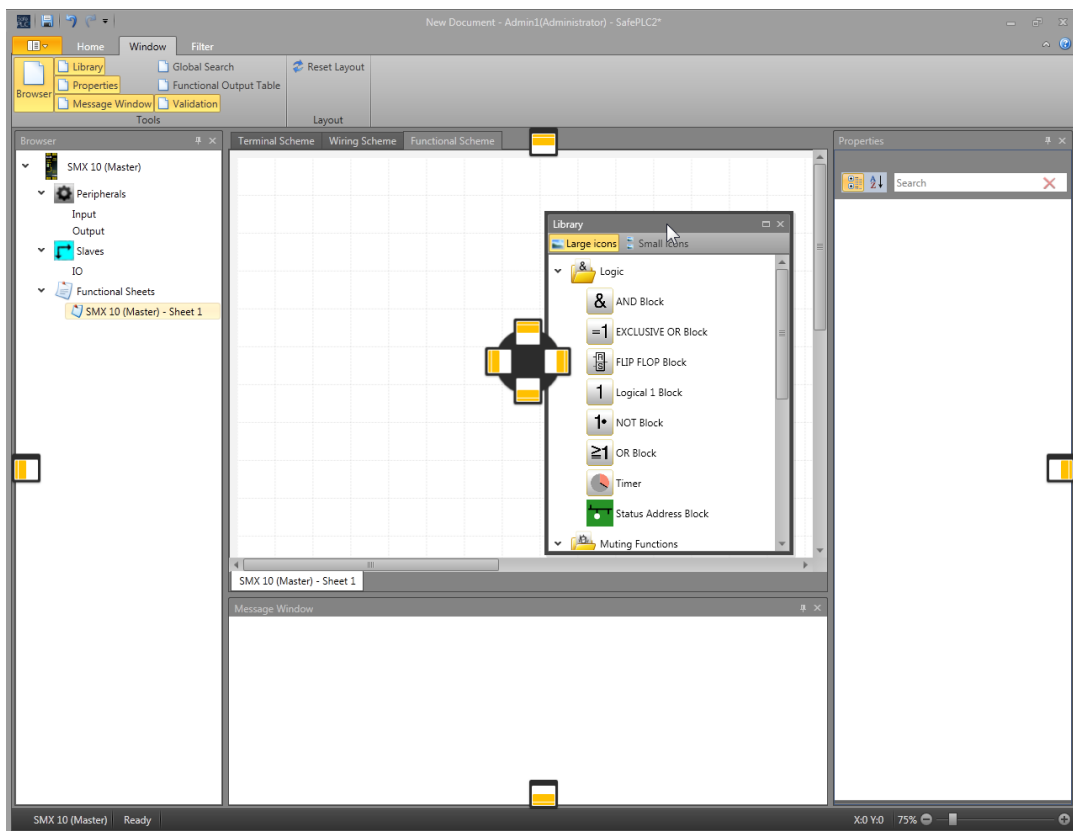 New Document - Admin1(Administrator) - SafePLC2*
Home Window Filter
Browser
Library
Properties
Message Window
Global Search
Functional Output Table
Validation
Tools
Reset Layout
Layout
Browser
SMX 10 (Master)
Peripherals
Input
Output
Slaves
IO
Functional Sheets
SMX 10 (Master) - Sheet 1
Terminal Scheme Wiring Scheme Functional Scheme
Library
Large icons Small icons
Logic
& AND Block
=1 EXCLUSIVE OR Block
R S FLIP FLOP Block
1 Logical 1 Block
1• NOT Block
≥1 OR Block
Timer
Status Address Block
Muting Functions
SMX 10 (Master) - Sheet 1
Message Window
Properties
Search
SMX 10 (Master) Ready
X:0 Y:0 75%